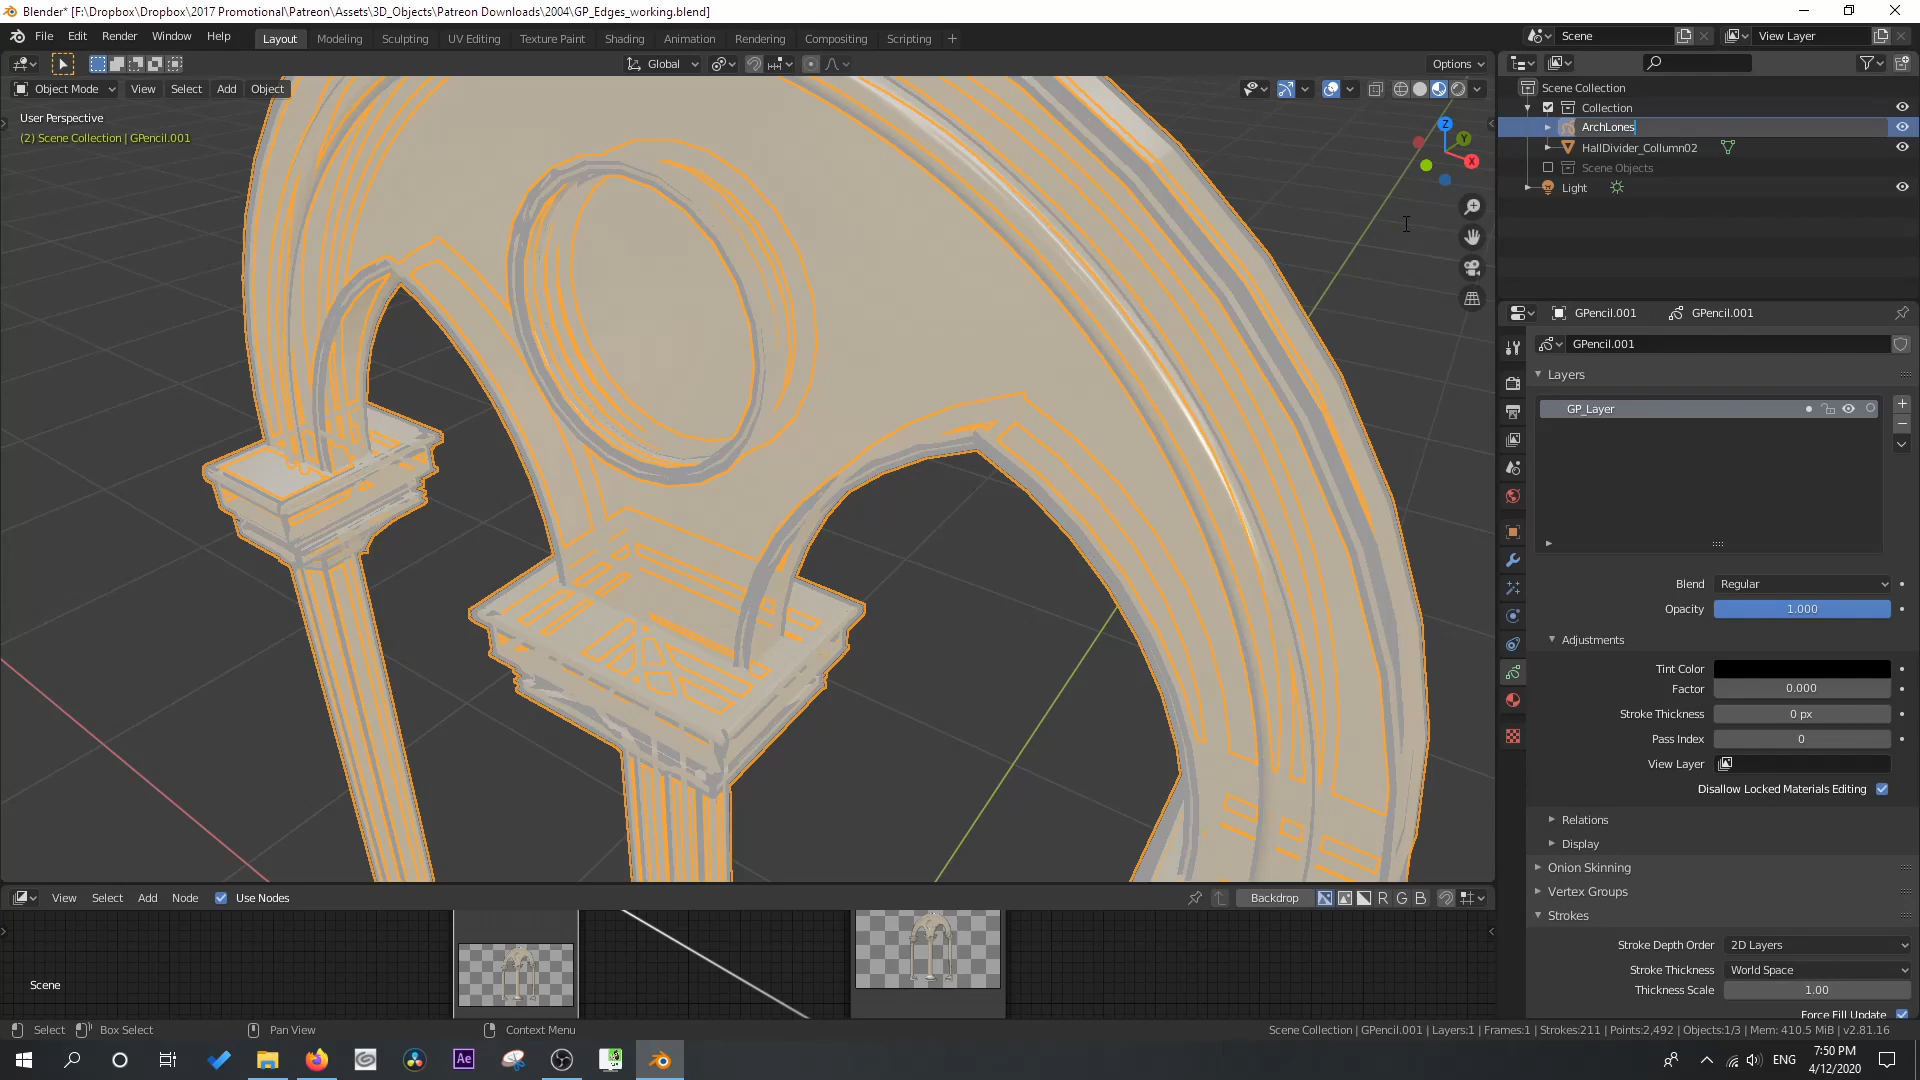 Blender* [F:\Dropbox\Dropbox\2017 Promotional\Patreon\Assets\3D_Objects\Patreon Downloads\2004\GP_Edges_working.blend]
File Edit Render Window Help Layout Modeling Sculpting UV Editing Texture Paint Shading Animation Rendering Compositing Scripting + Scene View Layer
Global Options
Object Mode View Select Add Object
User Perspective
(2) Scene Collection | GPencil.001
Z
Y
X
Scene Collection
Collection
ArchLones
HallDivider_Collumn02
Scene Objects
Light
GPencil.001 GPencil.001
GPencil.001
Layers
GP_Layer
Blend Regular
Opacity 1.000
Adjustments
Tint Color
Factor 0.000
Stroke Thickness 0 px
Pass Index 0
View Layer
Disallow Locked Materials Editing
Relations
Display
Onion Skinning
Vertex Groups
Strokes
Stroke Depth Order 2D Layers
Stroke Thickness World Space
Thickness Scale 1.00
Force Fill Update
View Select Add Node Use Nodes Backdrop R G B
Scene
Select Box Select Pan View Context Menu Scene Collection | GPencil.001 | Layers:1 | Frames:1 | Strokes:211 | Points:2,492 | Objects:1/3 | Mem: 410.5 MiB | v2.81.16
Ae ENG 7:50 PM
4/12/2020